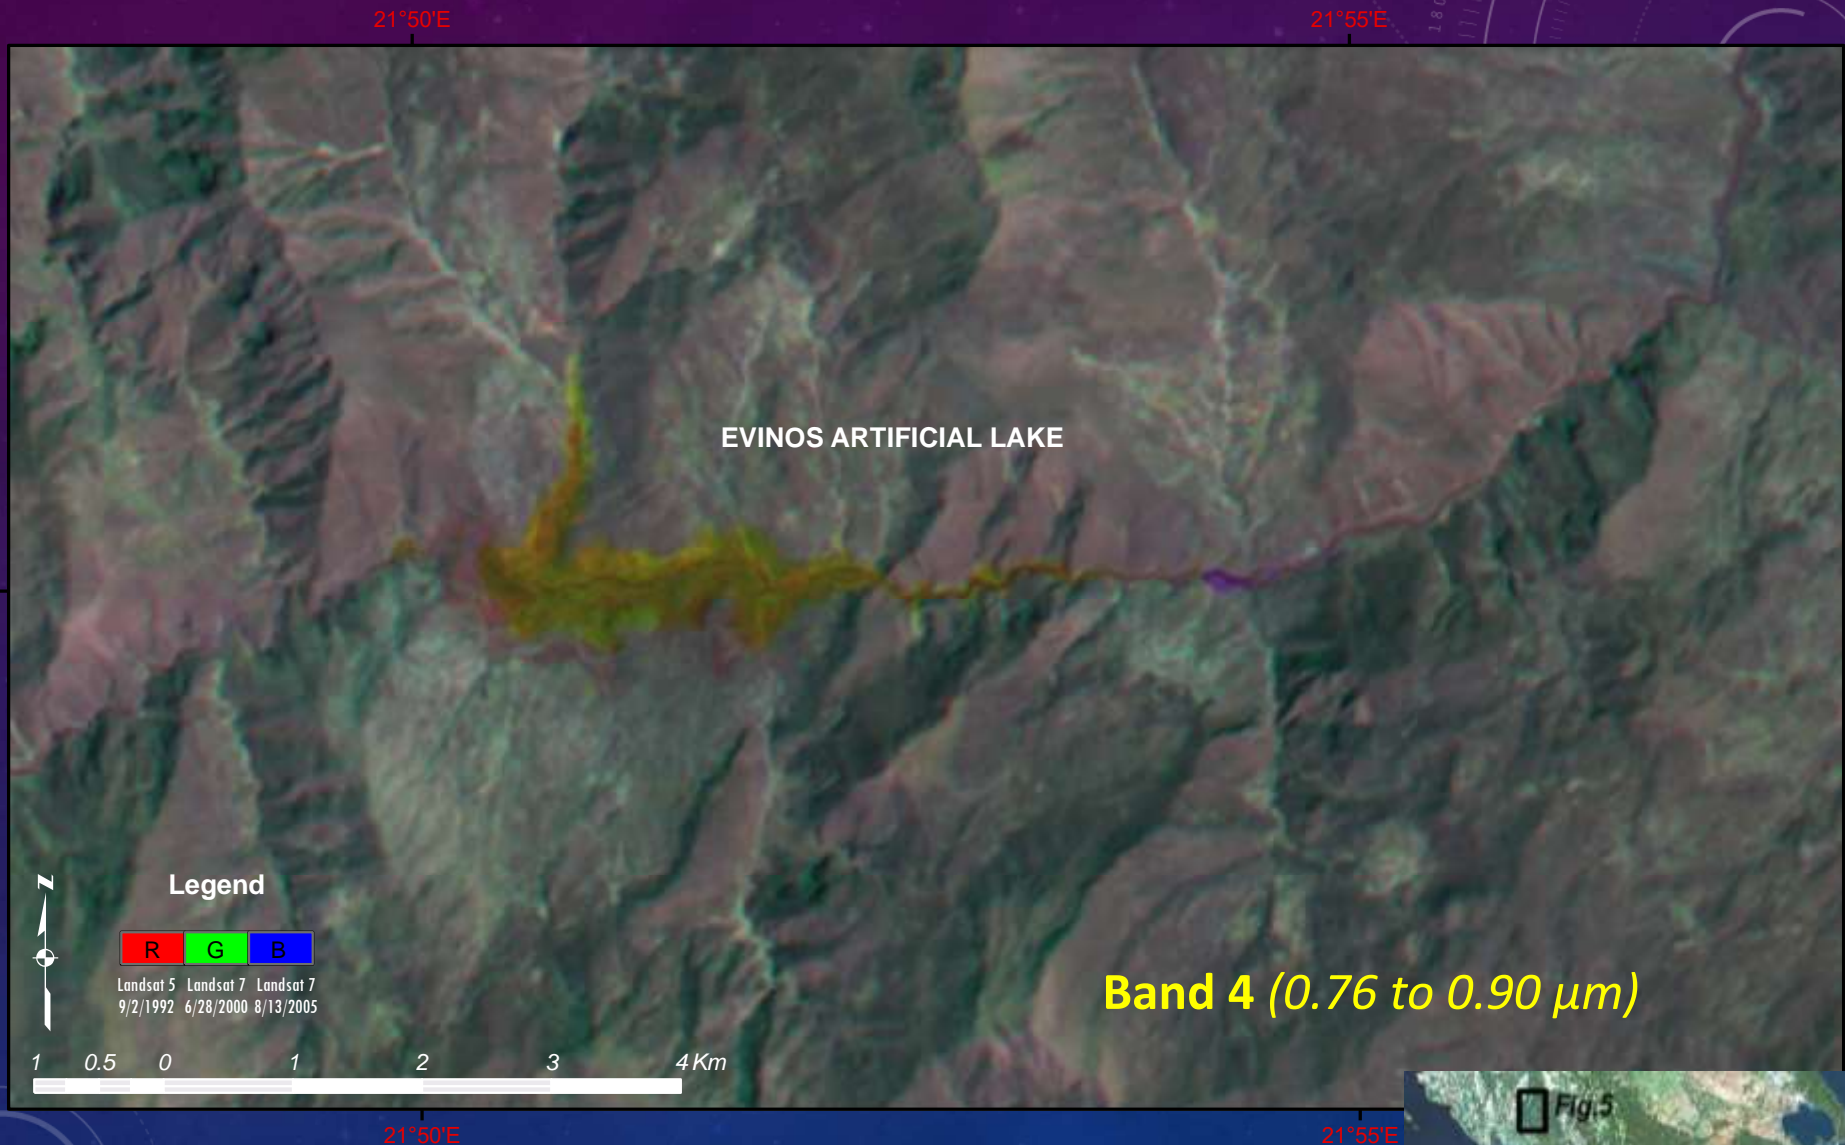 21°50'E 21°55'E
180
EVINOS ARTIFICIAL LAKE
N
Legend
R G B
Landsat 5 Landsat 7 Landsat 7
9/2/1992 6/28/2000 8/13/2005
Band 4 (0.76 to 0.90 µm)
1 0.5 0 1 2 3 4 Km
Fig.5
21°50'E 21°55'E